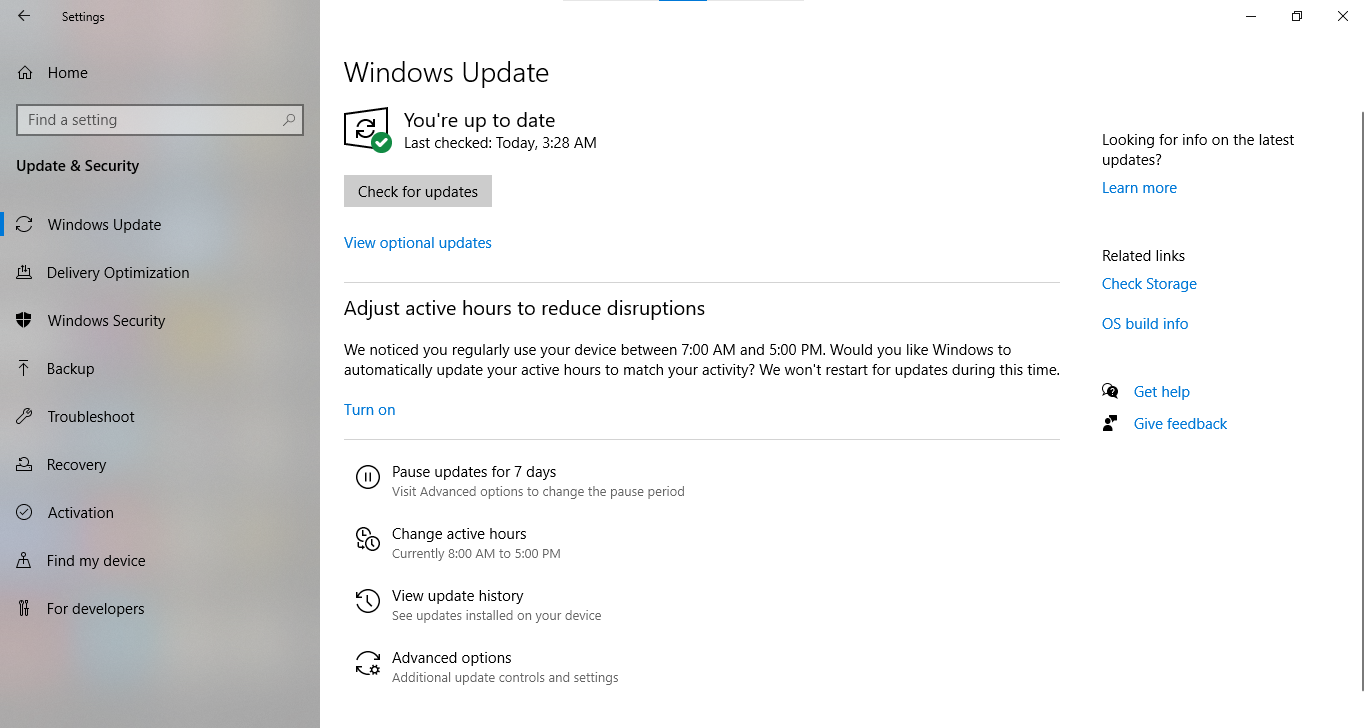 Settings
Home
Find a setting
Update & Security
Windows Update
Delivery Optimization
Windows Security
Backup
Troubleshoot
Recovery
Activation
Find my device
For developers
Windows Update
You're up to date
Last checked: Today, 3:28 AM
Check for updates
View optional updates
Adjust active hours to reduce disruptions
We noticed you regularly use your device between 7:00 AM and 5:00 PM. Would you like Windows to
automatically update your active hours to match your activity? We won't restart for updates during this time.
Turn on
Pause updates for 7 days
Visit Advanced options to change the pause period
Change active hours
Currently 8:00 AM to 5:00 PM
View update history
See updates installed on your device
Advanced options
Additional update controls and settings
Looking for info on the latest
updates?
Learn more
Related links
Check Storage
OS build info
Get help
Give feedback